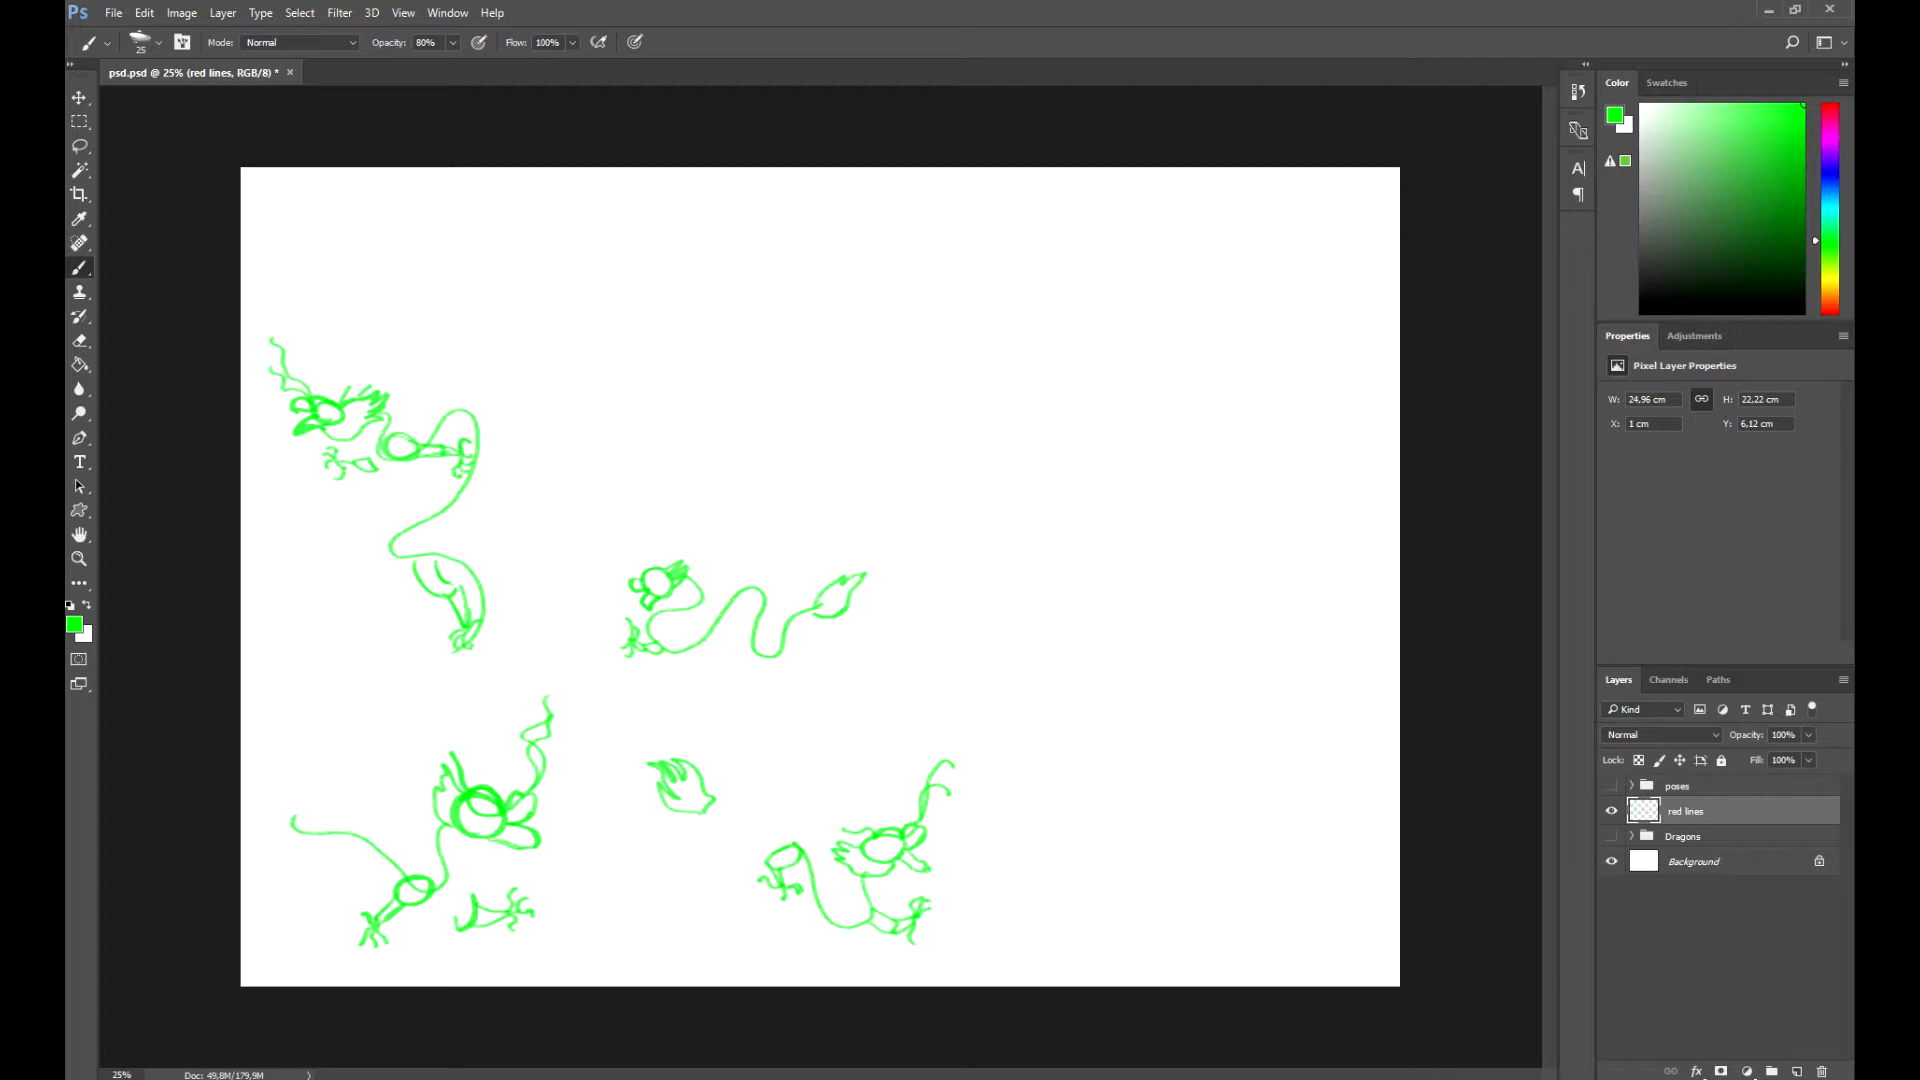 Ps File Edit Image Layer Type Select Filter 3D View Window Help
25 Mode: Normal Opacity: 80% Flow: 100%
psd.psd @ 25% (red lines, RGB/8) *
Color Swatches
Properties Adjustments
Pixel Layer Properties
W: 24,96 cm H: 22,22 cm
X: 1 cm Y: 6,12 cm
Layers Channels Paths
Kind
Normal Opacity: 100%
Lock: Fill: 100%
poses
red lines
Dragons
Background
25% Doc: 49,8M/179,9M